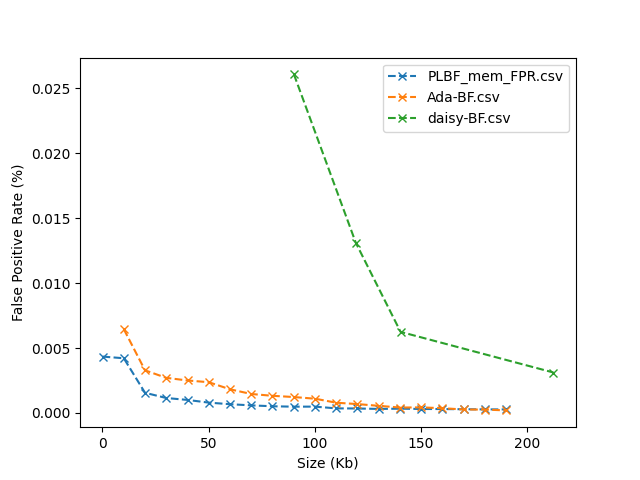 PLBF_mem_FPR.csv
Ada-BF.csv
daisy-BF.csv
0.025
0.020
0.015
0.010
0.005
0.000
False Positive Rate (%)
0 50 100 150 200
Size (Kb)